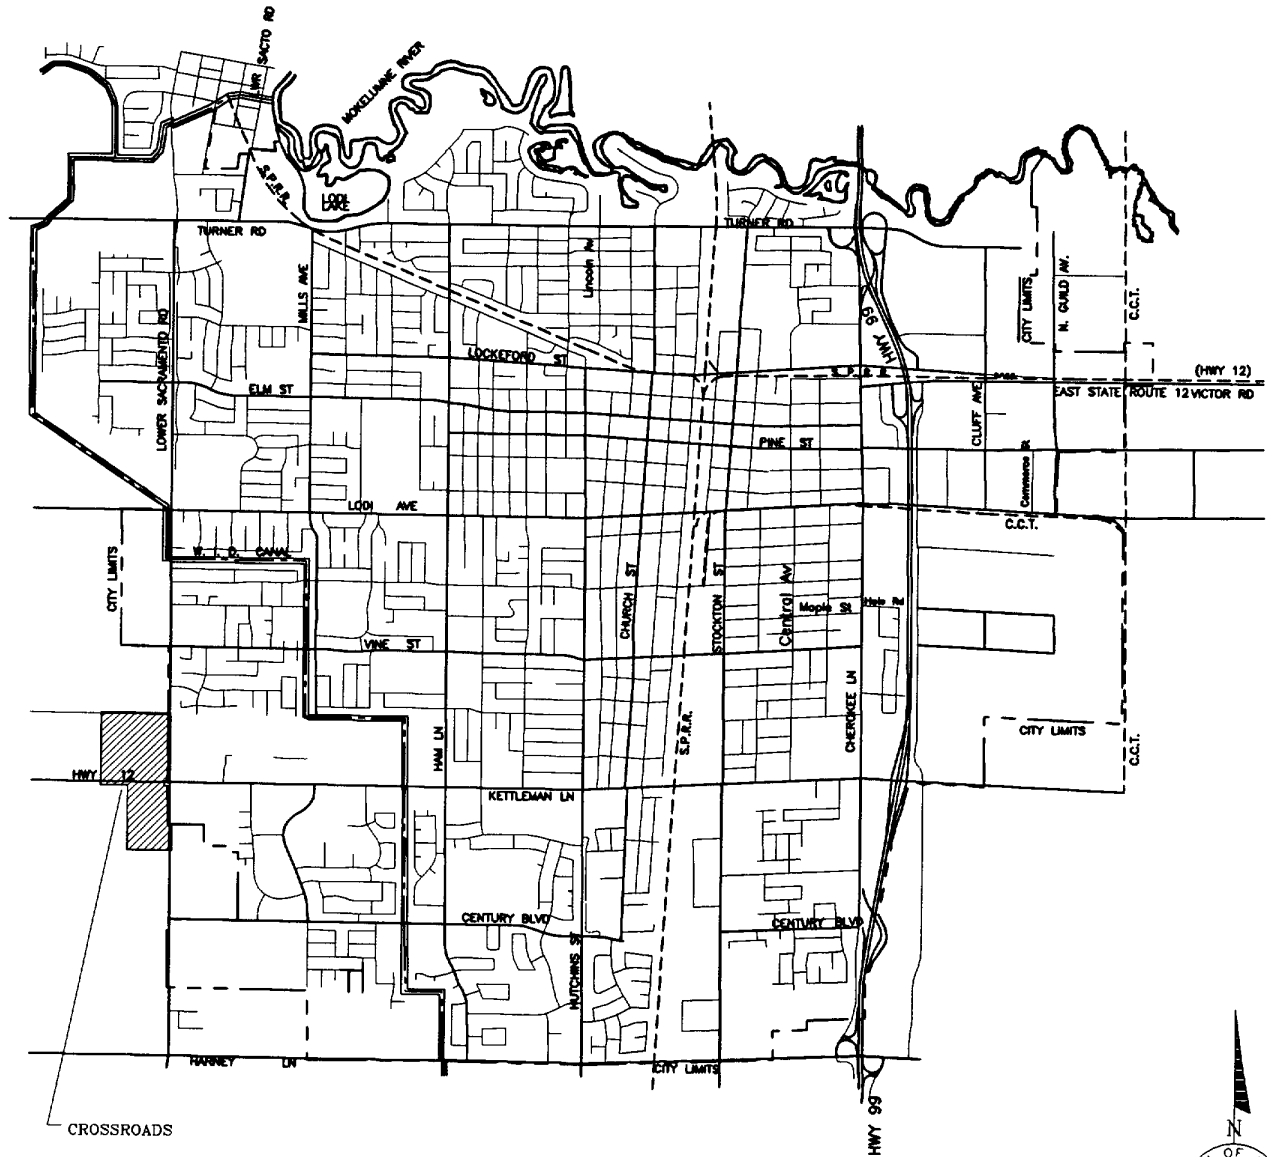 LWR SACTO RD
MOKELUMNE RIVER
S.P.R.R.
LODI
LAKE
TURNER RD
TURNER RD
MILLS AVE
Lincoln Av
LOWER SACRAMENTO RD
LOCKEFORD ST
HWY 99
CITY LIMITS
N. GUILD AV.
C.C.T.
S.P.R.R.
(HWY 12)
ELM ST
EAST STATE ROUTE 12 VICTOR RD
CLUFF AVE
PINE ST
Commerce
LODI AVE
C.C.T.
CITY LIMITS
W. I. D. CANAL
CHURCH ST
STOCKTON ST
Central Av
Maple St
Hale Rd
VINE ST
CHEROKEE LN
HAM LN
S.P.R.R.
CITY LIMITS
C.C.T.
HWY 12
KETTLEMAN LN
CENTURY BLVD
CENTURY BLVD
HUTCHINS ST
HARNEY LN
CITY LIMITS
HWY 99
CROSSROADS
N
OF